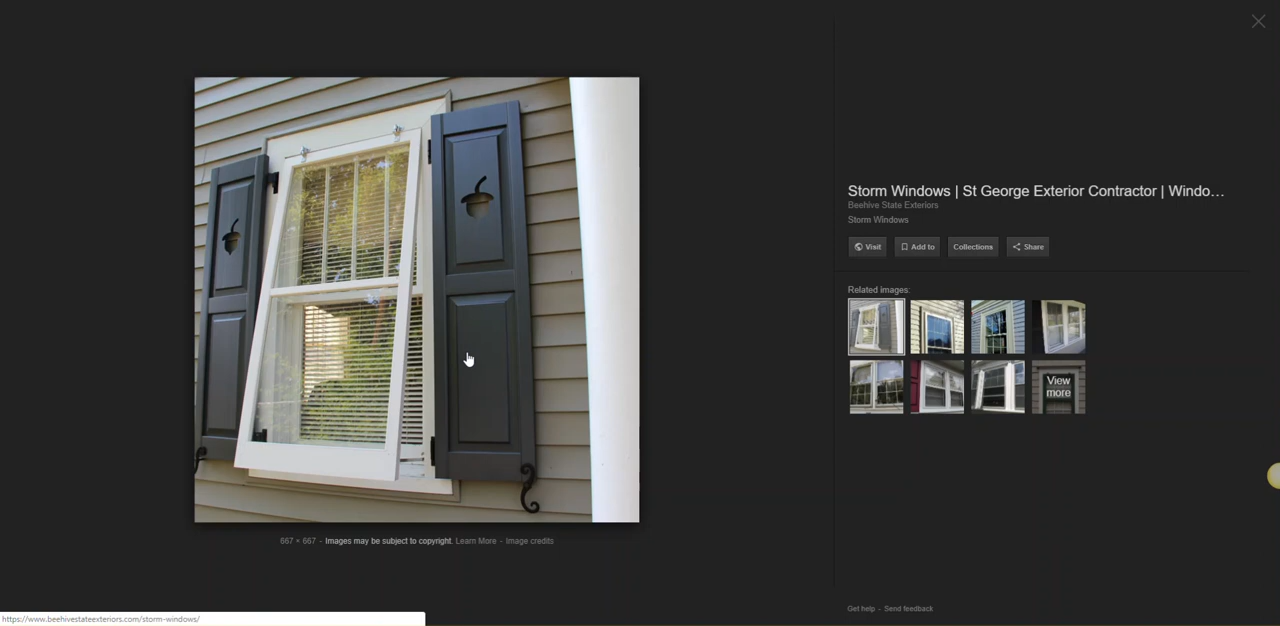 Storm Windows | St George Exterior Contractor | Windo…
Beehive State Exteriors
Storm Windows
Visit
Add to
Collections
Share
Related images:
View
more
667 × 667 - Images may be subject to copyright. Learn More - Image credits
Get help - Send feedback
https://www.beehivestateexteriors.com/storm-windows/